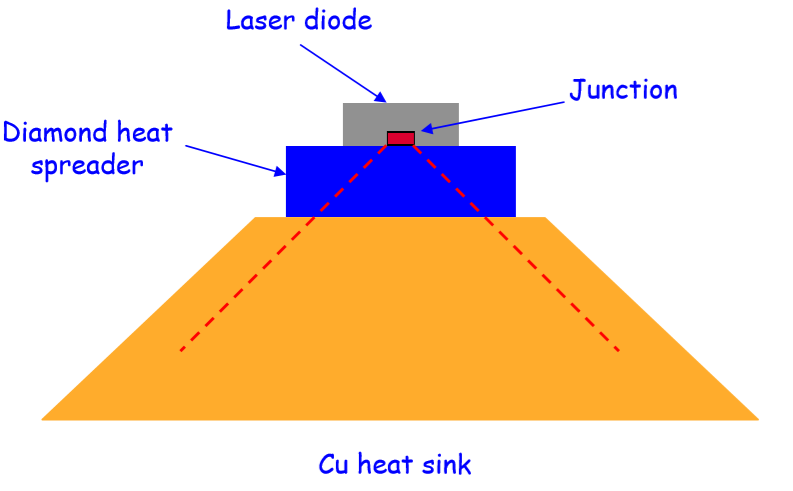 Laser diode
Junction
Diamond heat
spreader
Cu heat sink